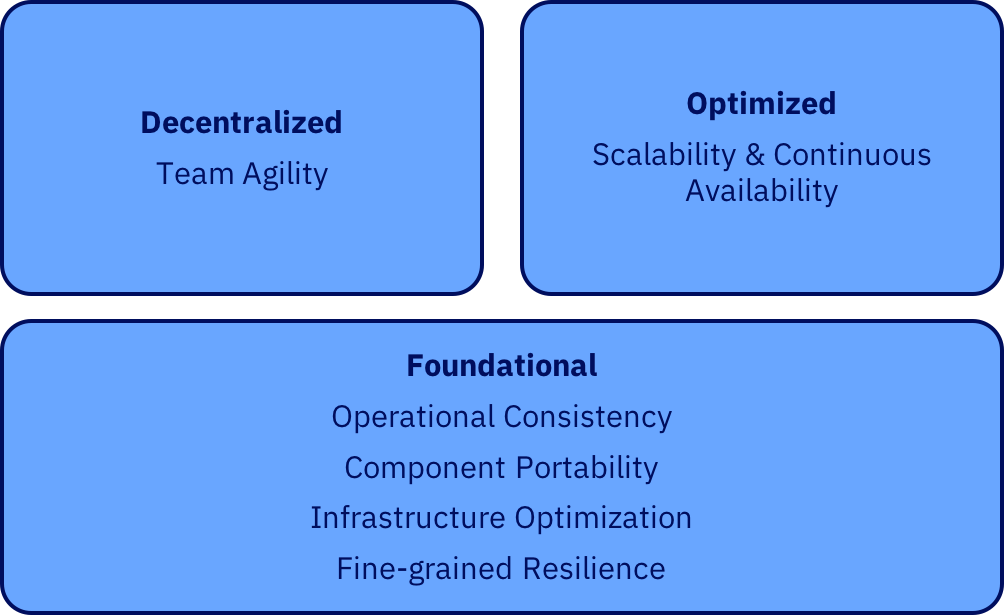 Decentralized
Team Agility
Optimized
Scalability & Continuous
Availability
Foundational
Operational Consistency
Component Portability
Infrastructure Optimization
Fine-grained Resilience